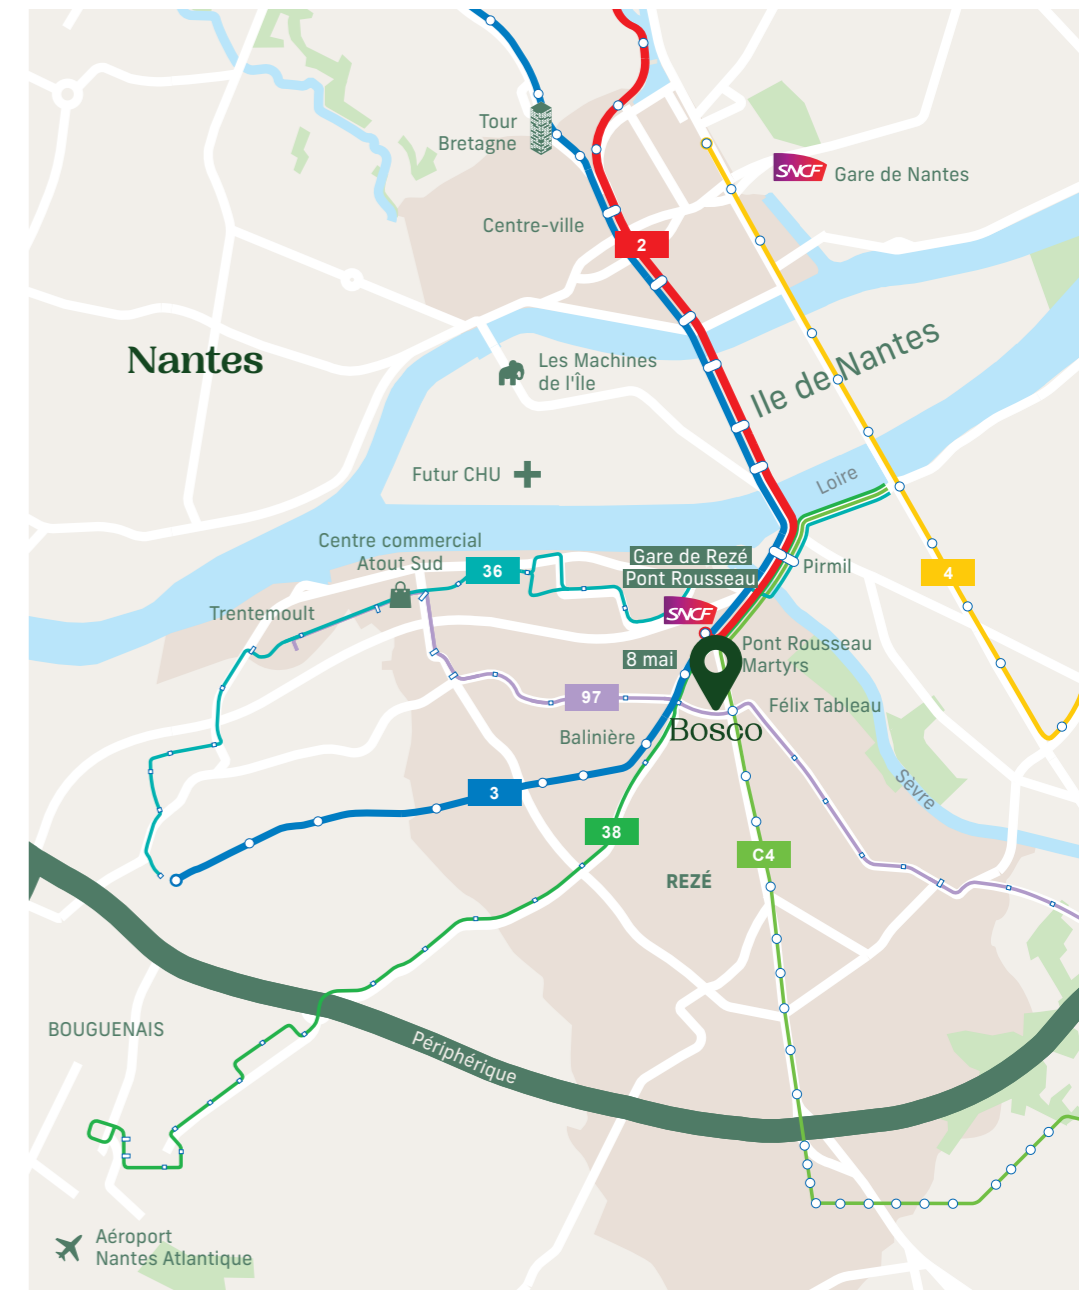 Tour
Bretagne
SNCF
Gare de Nantes
Centre-ville
2
Nantes
Les Machines
de l'Île
Ile de Nantes
Futur CHU
Loire
Centre commercial
Atout Sud
36
Gare de Rezé
Pont Rousseau
Pirmil
4
Trentemoult
SNCF
Pont Rousseau
Martyrs
8 mai
97
Félix Tableau
Balinière
Bosco
3
Sèvre
38
C4
REZÉ
BOUGUENAIS
Périphérique
Aéroport
Nantes Atlantique